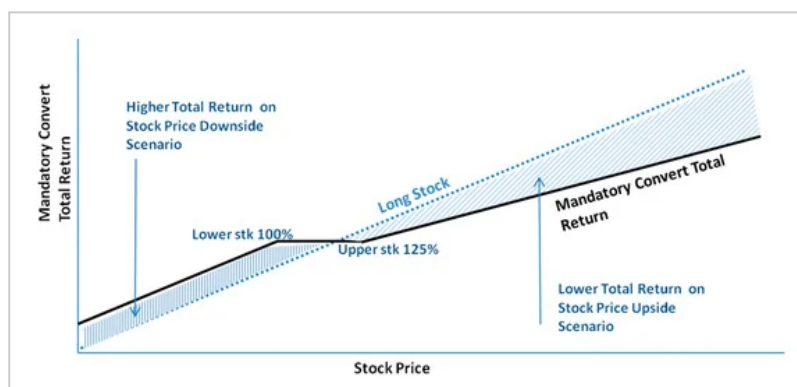 Mandatory Convert
Total Return
Higher Total Return on
Stock Price Downside
Scenario
Lower stk 100%
Long Stock
Upper stk 125%
Mandatory Convert Total
Return
Lower Total Return on
Stock Price Upside
Scenario
Stock Price